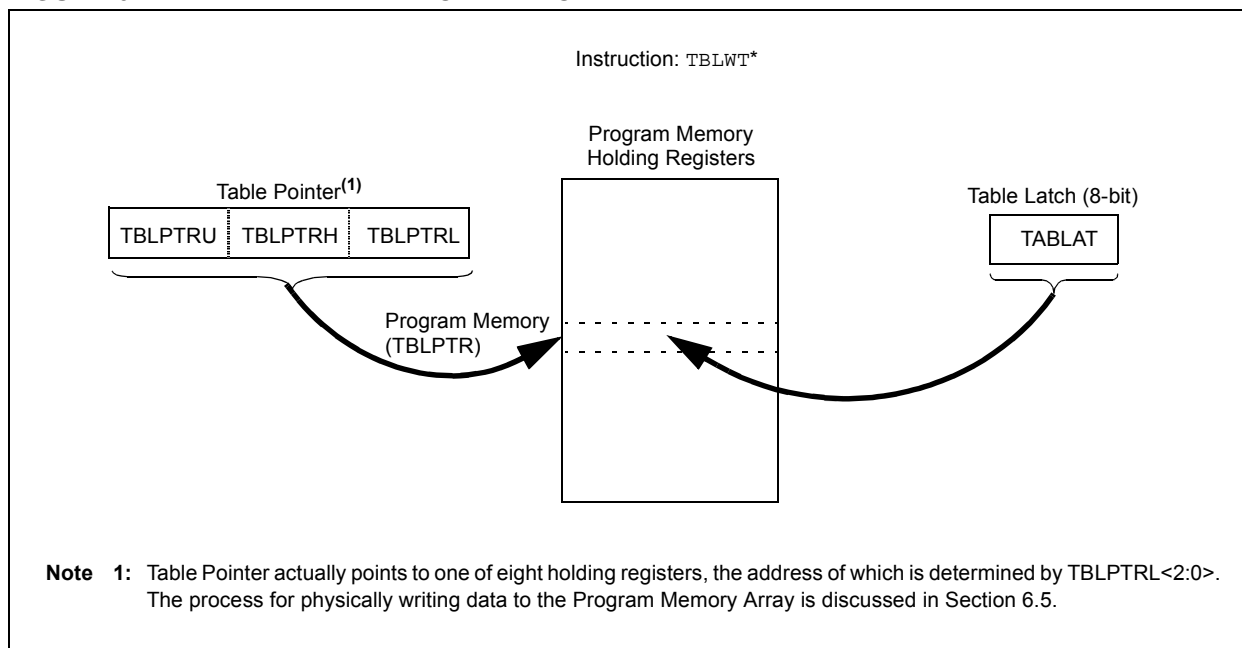 Instruction: TBLWT*
Program Memory
Holding Registers
Table Pointer(1)
Table Latch (8-bit)
TBLPTRU TBLPTRH TBLPTRL
TABLAT
Program Memory
(TBLPTR)
Note 1: Table Pointer actually points to one of eight holding registers, the address of which is determined by TBLPTRL<2:0>.
The process for physically writing data to the Program Memory Array is discussed in Section 6.5.